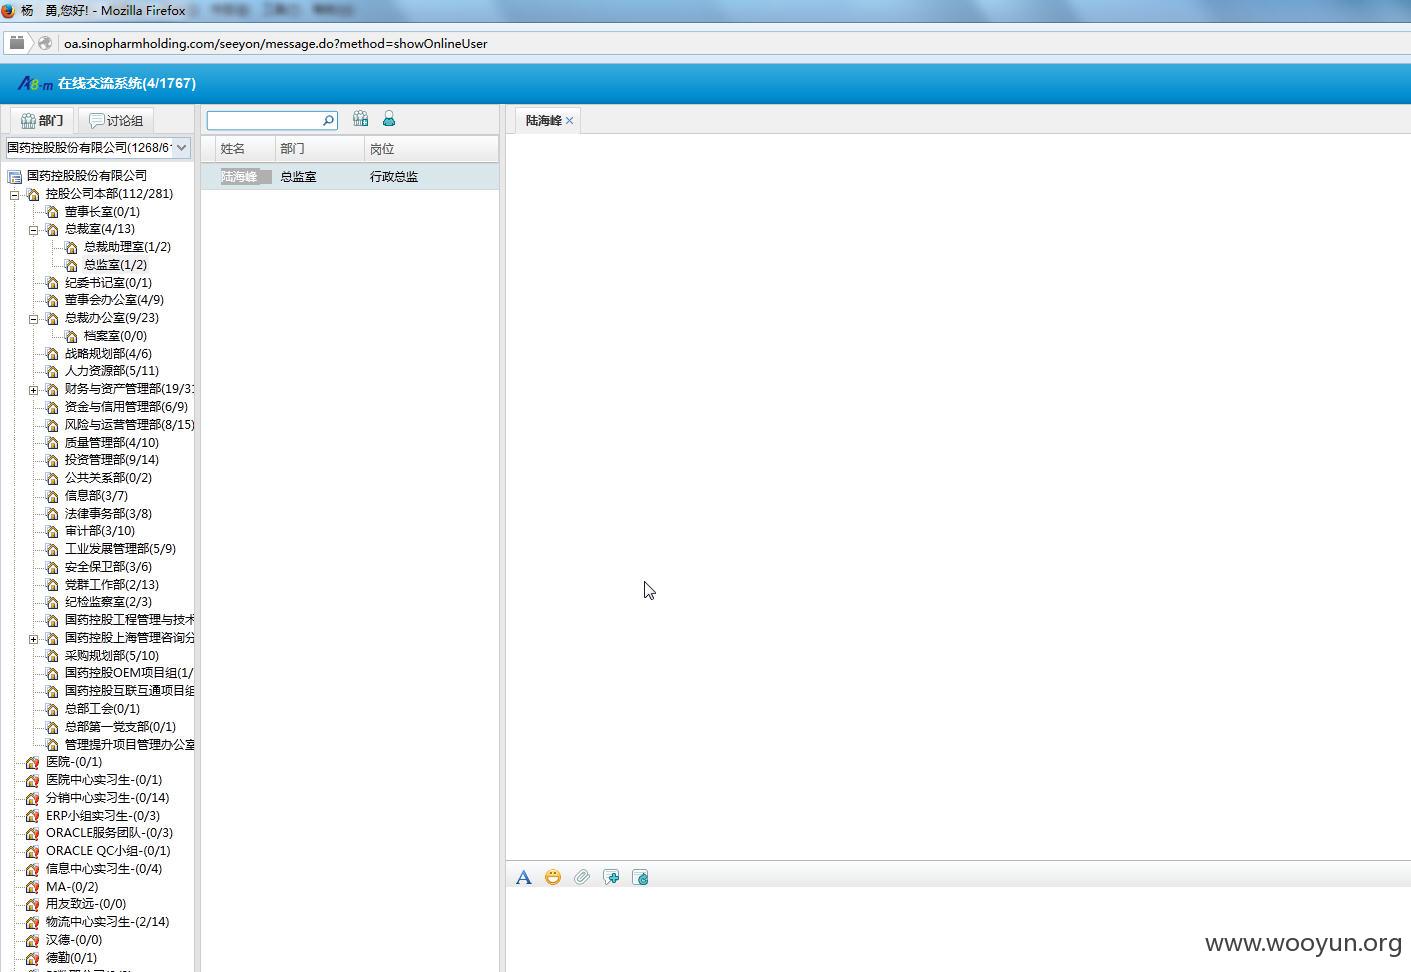 杨 勇,您好! - Mozilla Firefox
oa.sinopharmholding.com/seeyon/message.do?method=showOnlineUser
A8-m 在线交流系统(4/1767)
部门
讨论组
陆海峰
国药控股股份有限公司(1268/6
姓名
部门
岗位
陆海峰
总监室
行政总监
国药控股股份有限公司
控股公司本部(112/281)
董事长室(0/1)
总裁室(4/13)
总裁助理室(1/2)
总监室(1/2)
纪委书记室(0/1)
董事会办公室(4/9)
总裁办公室(9/23)
档案室(0/0)
战略规划部(4/6)
人力资源部(5/11)
财务与资产管理部(19/31
资金与信用管理部(6/9)
风险与运营管理部(8/15)
质量管理部(4/10)
投资管理部(9/14)
公共关系部(0/2)
信息部(3/7)
法律事务部(3/8)
审计部(3/10)
工业发展管理部(5/9)
安全保卫部(3/6)
党群工作部(2/13)
纪检监察室(2/3)
国药控股工程管理与技术
国药控股上海管理咨询分
采购规划部(5/10)
国药控股OEM项目组(1/
国药控股互联互通项目组
总部工会(0/1)
总部第一党支部(0/1)
管理提升项目管理办公室
医院-(0/1)
医院中心实习生-(0/1)
分销中心实习生-(0/14)
ERP小组实习生-(0/3)
ORACLE服务团队-(0/3)
ORACLE QC小组-(0/1)
信息中心实习生-(0/4)
MA-(0/2)
用友致远-(0/0)
物流中心实习生-(2/14)
汉德-(0/0)
德勤(0/1)
www.wooyun.org